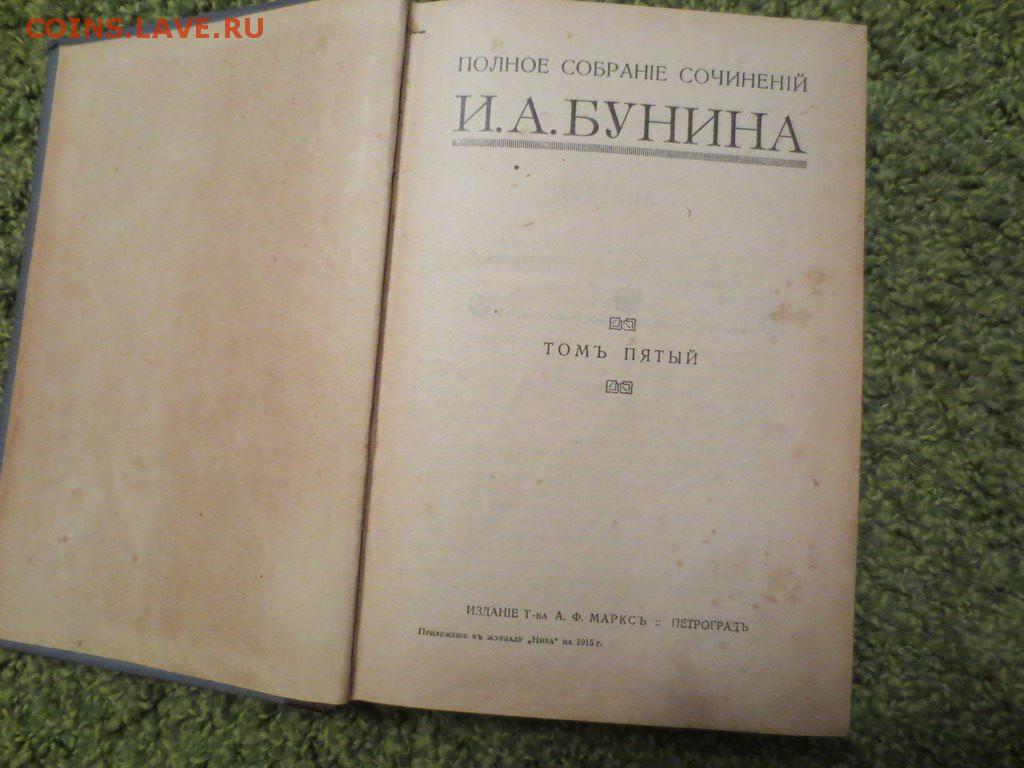 COINS.LAVE.RU
ПОЛНОЕ СОБРАНІЕ СОЧИНЕНІЙ
И. А. БУНИНА
ТОМЪ ПЯТЫЙ
ИЗДАНІЕ Т-ва А. Ф. МАРКСЪ :: ПЕТРОГРАДЪ
Приложеніе къ журналу „Нива“ на 1915 г.